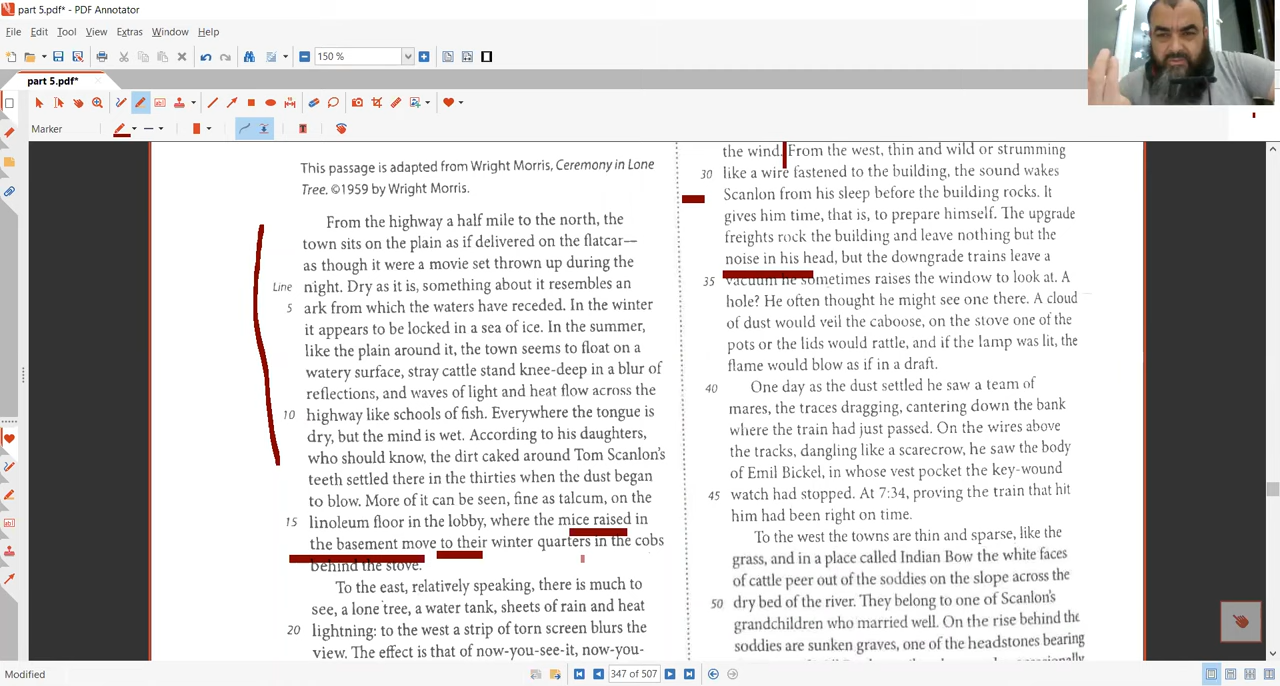 part 5.pdf* - PDF Annotator
File Edit Tool View Extras Window Help
150 %
part 5.pdf*
Marker
This passage is adapted from Wright Morris, Ceremony in Lone
Tree. ©1959 by Wright Morris.
From the highway a half mile to the north, the
town sits on the plain as if delivered on the flatcar—
as though it were a movie set thrown up during the
Line night. Dry as it is, something about it resembles an
5 ark from which the waters have receded. In the winter
it appears to be locked in a sea of ice. In the summer,
like the plain around it, the town seems to float on a
watery surface, stray cattle stand knee-deep in a blur of
reflections, and waves of light and heat flow across the
10 highway like schools of fish. Everywhere the tongue is
dry, but the mind is wet. According to his daughters,
who should know, the dirt caked around Tom Scanlon's
teeth settled there in the thirties when the dust began
to blow. More of it can be seen, fine as talcum, on the
15 linoleum floor in the lobby, where the mice raised in
the basement move to their winter quarters in the cobs
behind the stove.
To the east, relatively speaking, there is much to
see, a lone tree, a water tank, sheets of rain and heat
20 lightning: to the west a strip of torn screen blurs the
view. The effect is that of now-you-see-it, now-you-
the wind. From the west, thin and wild or strumming
30 like a wire fastened to the building, the sound wakes
Scanlon from his sleep before the building rocks. It
gives him time, that is, to prepare himself. The upgrade
freights rock the building and leave nothing but the
noise in his head, but the downgrade trains leave a
35 vacuum he sometimes raises the window to look at. A
hole? He often thought he might see one there. A cloud
of dust would veil the caboose, on the stove one of the
pots or the lids would rattle, and if the lamp was lit, the
flame would blow as if in a draft.
40 One day as the dust settled he saw a team of
mares, the traces dragging, cantering down the bank
where the train had just passed. On the wires above
the tracks, dangling like a scarecrow, he saw the body
of Emil Bickel, in whose vest pocket the key-wound
45 watch had stopped. At 7:34, proving the train that hit
him had been right on time.
To the west the towns are thin and sparse, like the
grass, and in a place called Indian Bow the white faces
of cattle peer out of the soddies on the slope across the
50 dry bed of the river. They belong to one of Scanlon's
grandchildren who married well. On the rise behind the
soddies are sunken graves, one of the headstones bearing
Modified
347 of 507